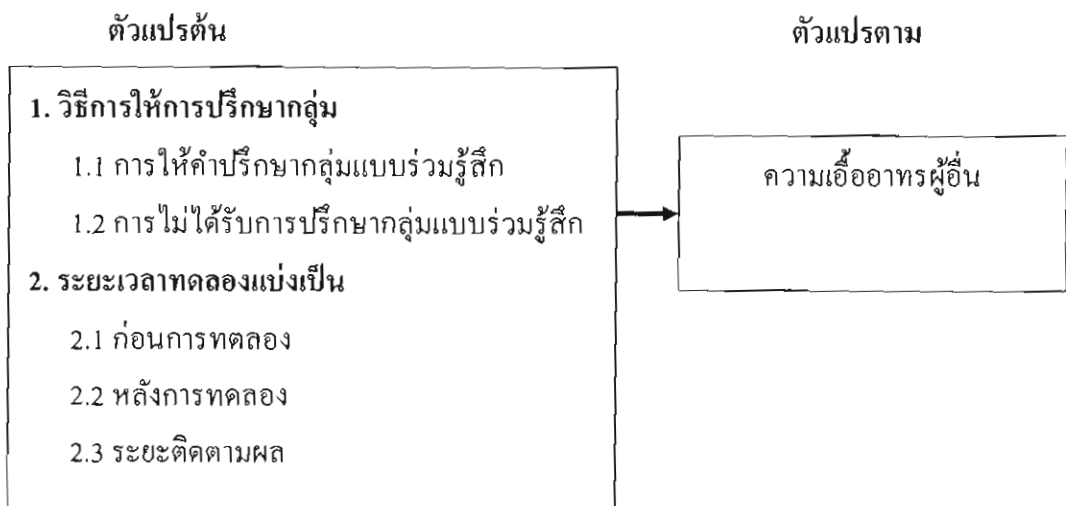 ตัวแปรต้น
ตัวแปรตาม
1. วิธีการให้การปรึกษากลุ่ม
1.1 การให้คำปรึกษากลุ่มแบบร่วมรู้สึก
1.2 การไม่ได้รับการปรึกษากลุ่มแบบร่วมรู้สึก
2. ระยะเวลาทดลองแบ่งเป็น
2.1 ก่อนการทตลอง
2.2 หลังการทดลอง
2.3 ระยะติดตามผล
ความเอื้ออาทรผู้อื่น